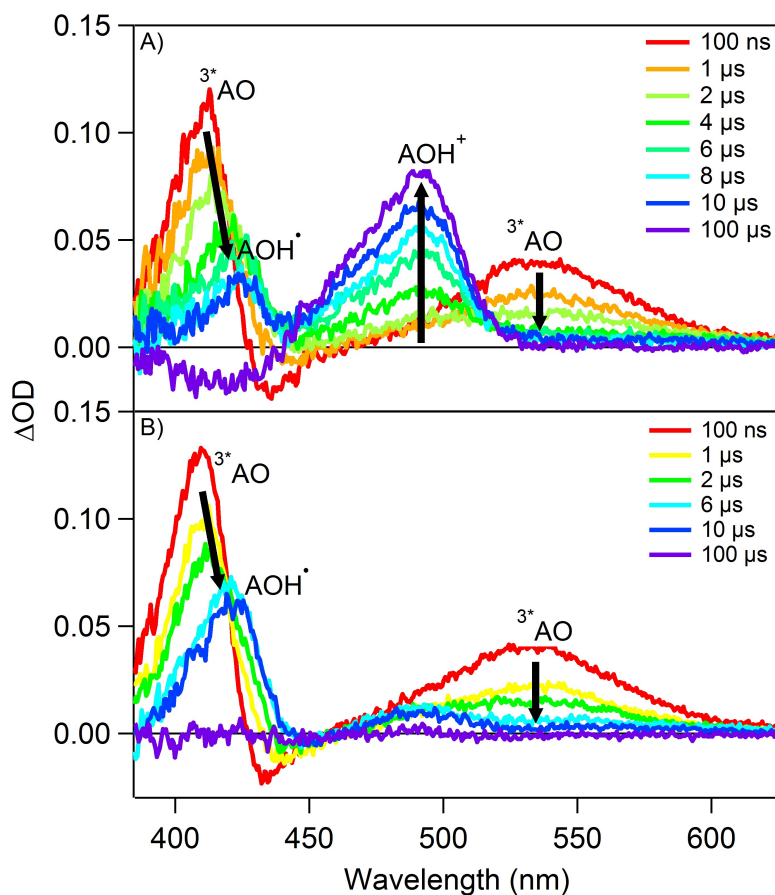 A)
0.15
0.10
0.05
0.00
³*AO
AOH•
AOH⁺
³*AO
100 ns
1 µs
2 µs
4 µs
6 µs
8 µs
10 µs
100 µs
ΔOD
B)
0.15
0.10
0.05
0.00
³*AO
AOH•
³*AO
100 ns
1 µs
2 µs
6 µs
10 µs
100 µs
400 450 500 550 600
Wavelength (nm)